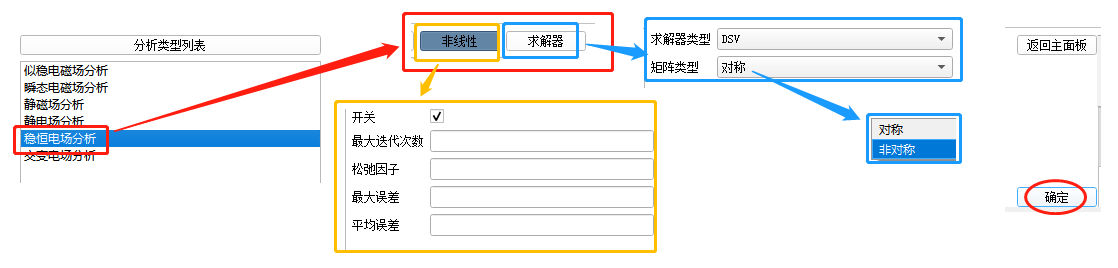 分析类型列表
似稳电磁场分析
瞬态电磁场分析
静磁场分析
静电场分析
稳恒电场分析
交变电场分析
非线性
求解器
开关
最大迭代次数
松弛因子
最大误差
平均误差
求解器类型 DSV
矩阵类型 对称
对称
非对称
返回主面板
确定